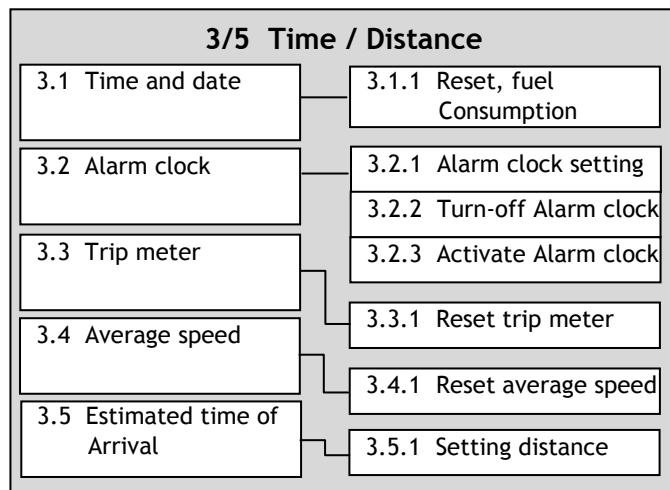 3/5 Time / Distance
3.1 Time and date
3.1.1 Reset, fuel
Consumption
3.2 Alarm clock
3.2.1 Alarm clock setting
3.2.2 Turn-off Alarm clock
3.2.3 Activate Alarm clock
3.3 Trip meter
3.3.1 Reset trip meter
3.4 Average speed
3.4.1 Reset average speed
3.5 Estimated time of
Arrival
3.5.1 Setting distance